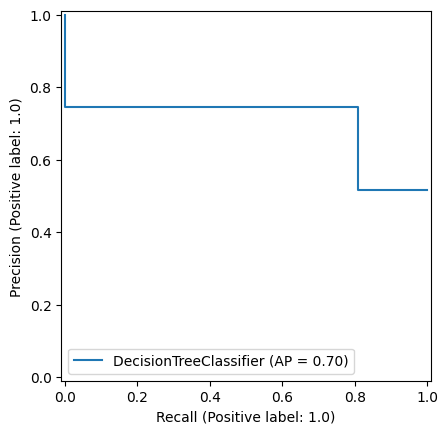 1.0
0.8
0.6
0.4
0.2
0.0
Precision (Positive label: 1.0)
DecisionTreeClassifier (AP = 0.70)
0.0 0.2 0.4 0.6 0.8 1.0
Recall (Positive label: 1.0)